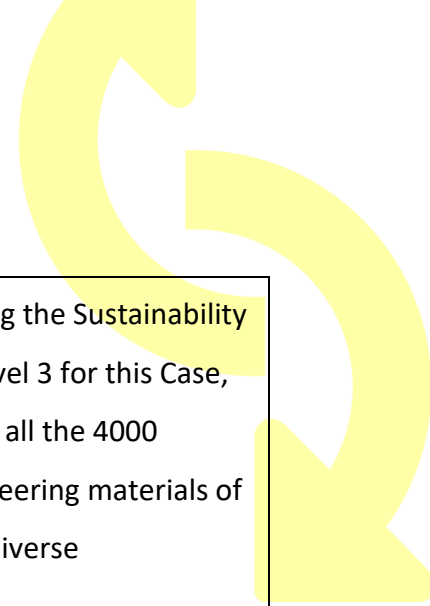 g the Sustainability
vel 3 for this Case,
all the 4000
eering materials of
iverse